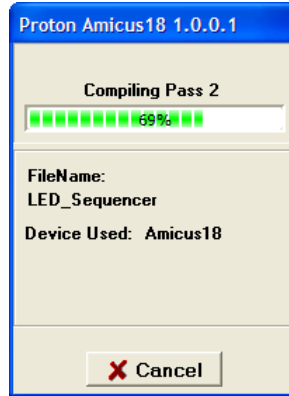 Proton Amicus18 1.0.0.1
Compiling Pass 2
69%
FileName:
LED_Sequencer
Device Used: Amicus18
Cancel